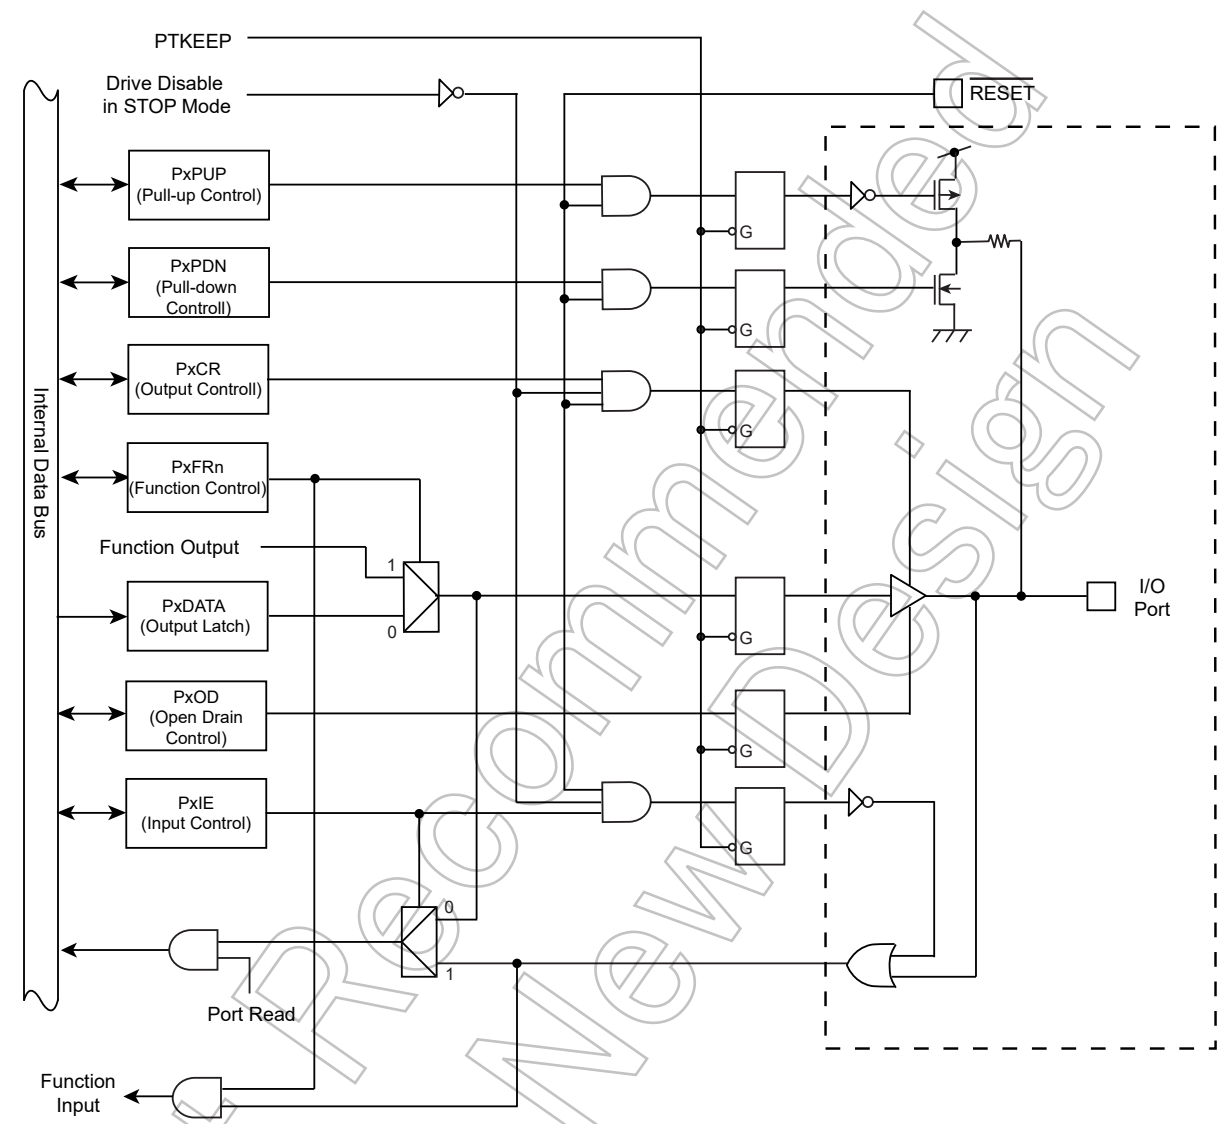 PTKEEP
Drive Disable
in STOP Mode
RESET
PxPUP
(Pull-up Control)
G
PxPDN
(Pull-down
Controll)
G
PxCR
(Output Controll)
G
Internal Data Bus
PxFRn
(Function Control)
Function Output
1
0
PxDATA
(Output Latch)
G
I/O
Port
PxOD
(Open Drain
Control)
G
PxIE
(Input Control)
G
0
1
Port Read
Function
Input
Recommended
New Design